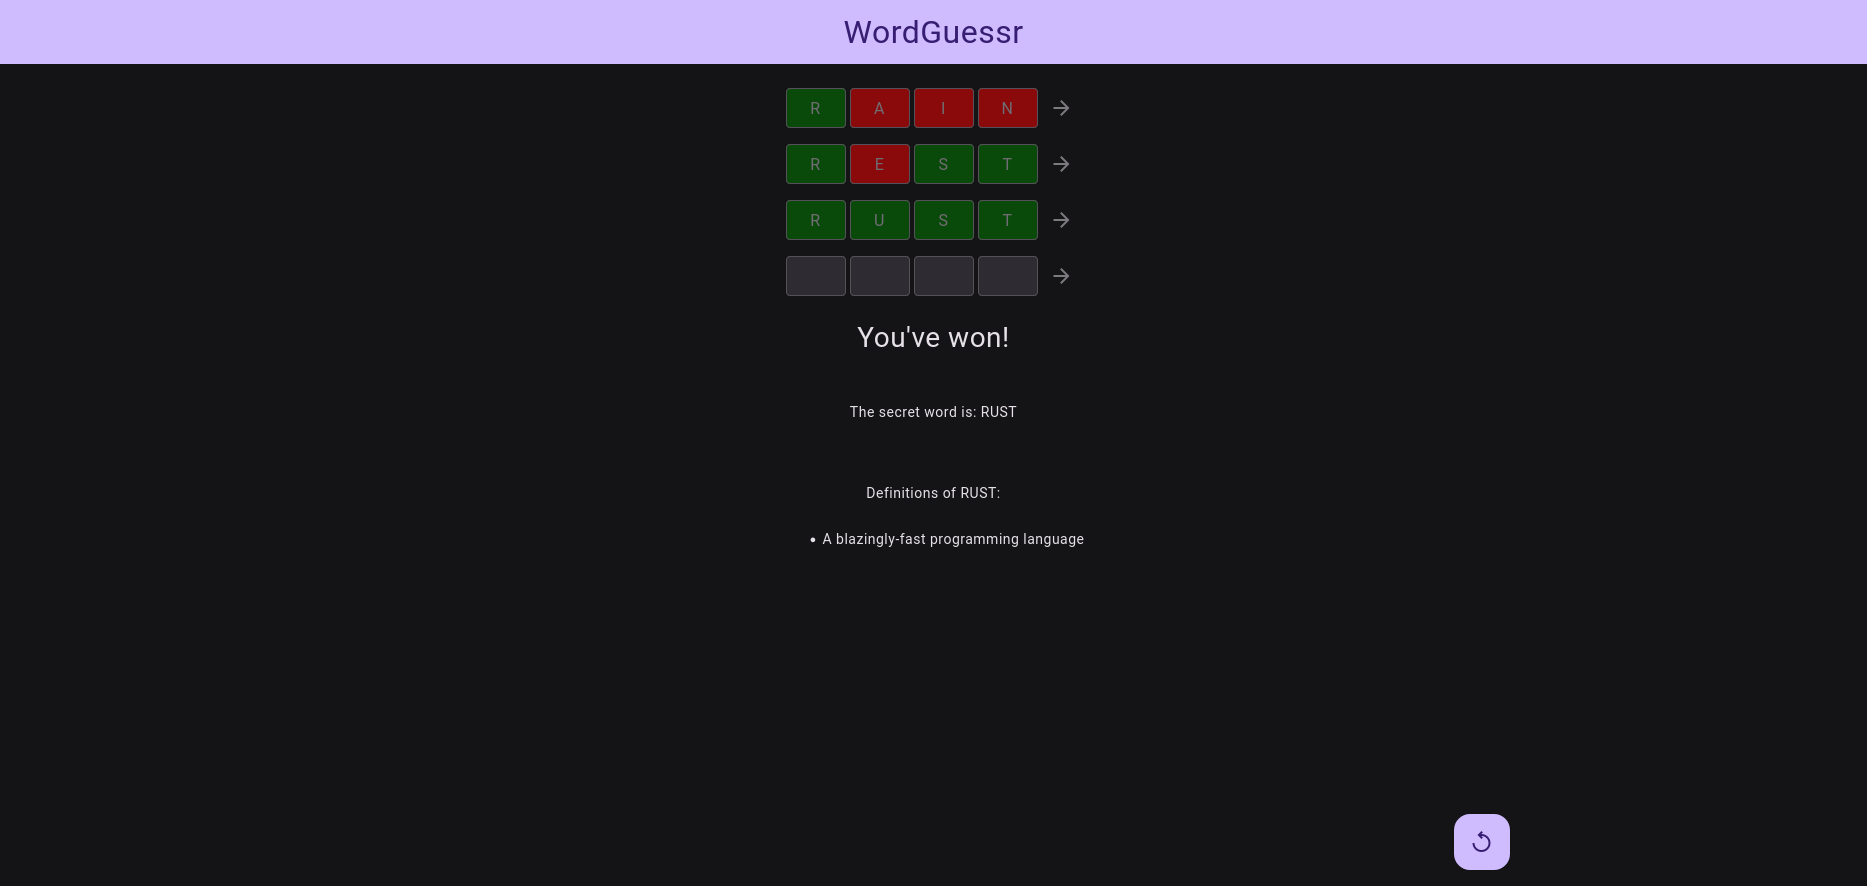 WordGuessr
R A I N
R E S T
R U S T
You've won!
The secret word is: RUST
Definitions of RUST:
• A blazingly-fast programming language